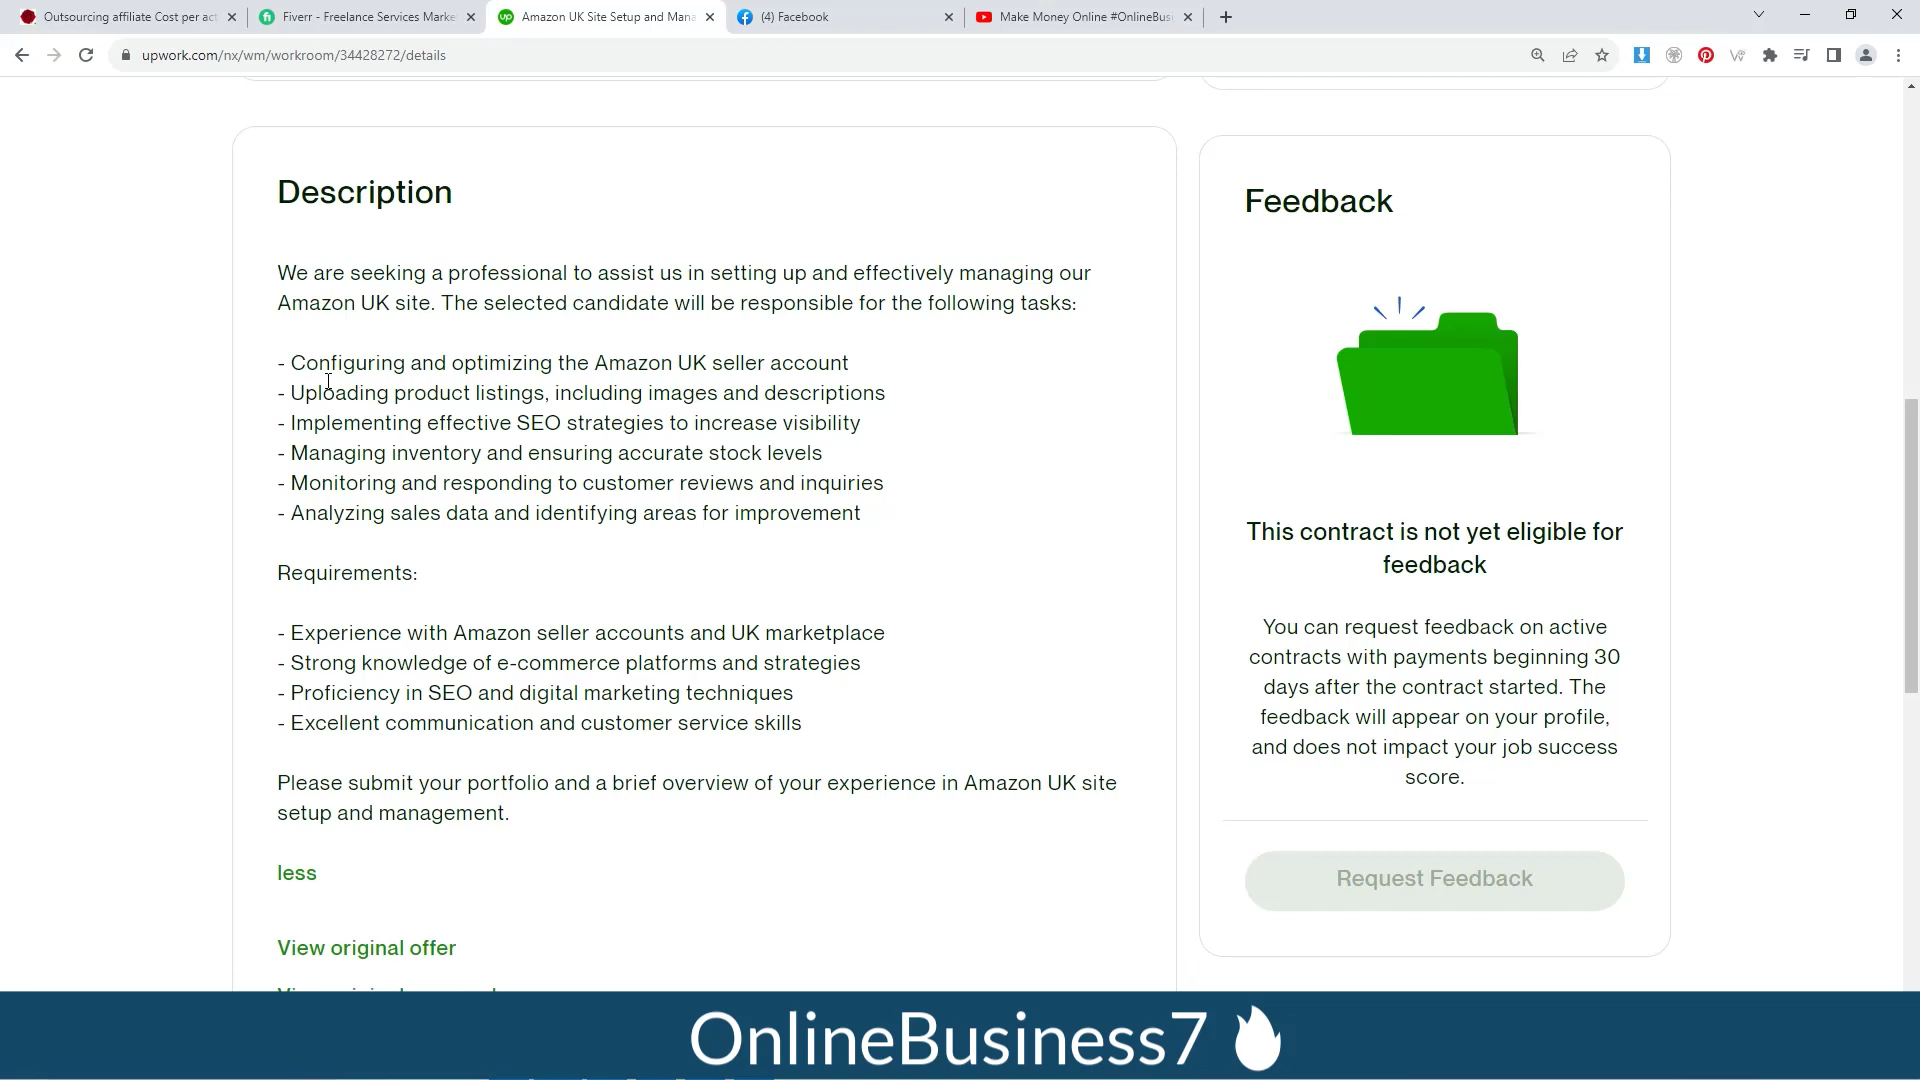 Outsourcing affiliate Cost per act
Fiverr - Freelance Services Marke
Amazon UK Site Setup and Mana
(4) Facebook
Make Money Online #OnlineBusi
upwork.com/nx/wm/workroom/34428272/details
Description
We are seeking a professional to assist us in setting up and effectively managing our
Amazon UK site. The selected candidate will be responsible for the following tasks:
- Configuring and optimizing the Amazon UK seller account
- Uploading product listings, including images and descriptions
- Implementing effective SEO strategies to increase visibility
- Managing inventory and ensuring accurate stock levels
- Monitoring and responding to customer reviews and inquiries
- Analyzing sales data and identifying areas for improvement
Requirements:
- Experience with Amazon seller accounts and UK marketplace
- Strong knowledge of e-commerce platforms and strategies
- Proficiency in SEO and digital marketing techniques
- Excellent communication and customer service skills
Please submit your portfolio and a brief overview of your experience in Amazon UK site
setup and management.
less
View original offer
Feedback
This contract is not yet eligible for
feedback
You can request feedback on active
contracts with payments beginning 30
days after the contract started. The
feedback will appear on your profile,
and does not impact your job success
score.
Request Feedback
OnlineBusiness7